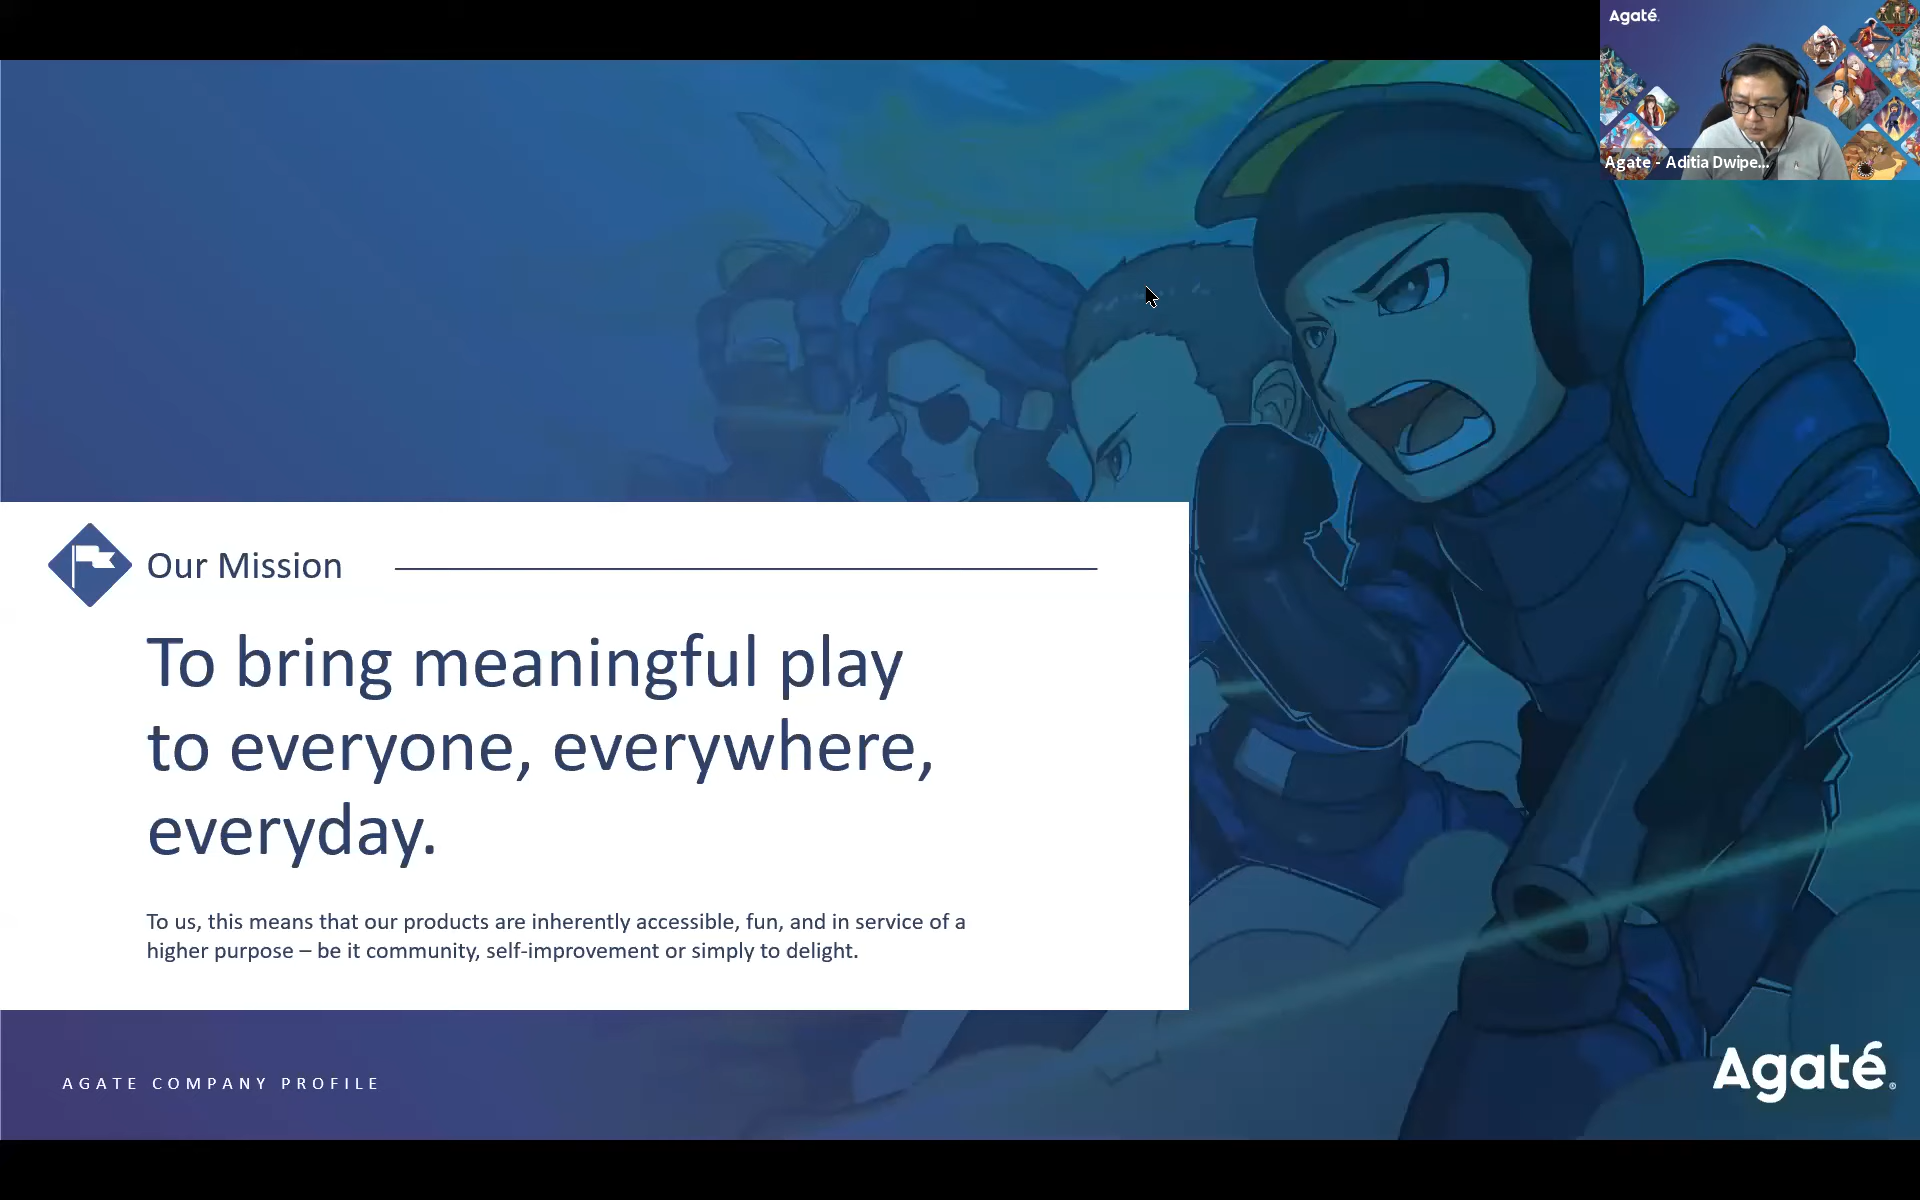 Agaté
Agate - Aditia Dwipe...
Our Mission
To bring meaningful play
to everyone, everywhere,
everyday.
To us, this means that our products are inherently accessible, fun, and in service of a
higher purpose – be it community, self-improvement or simply to delight.
AGATE COMPANY PROFILE
Agaté®